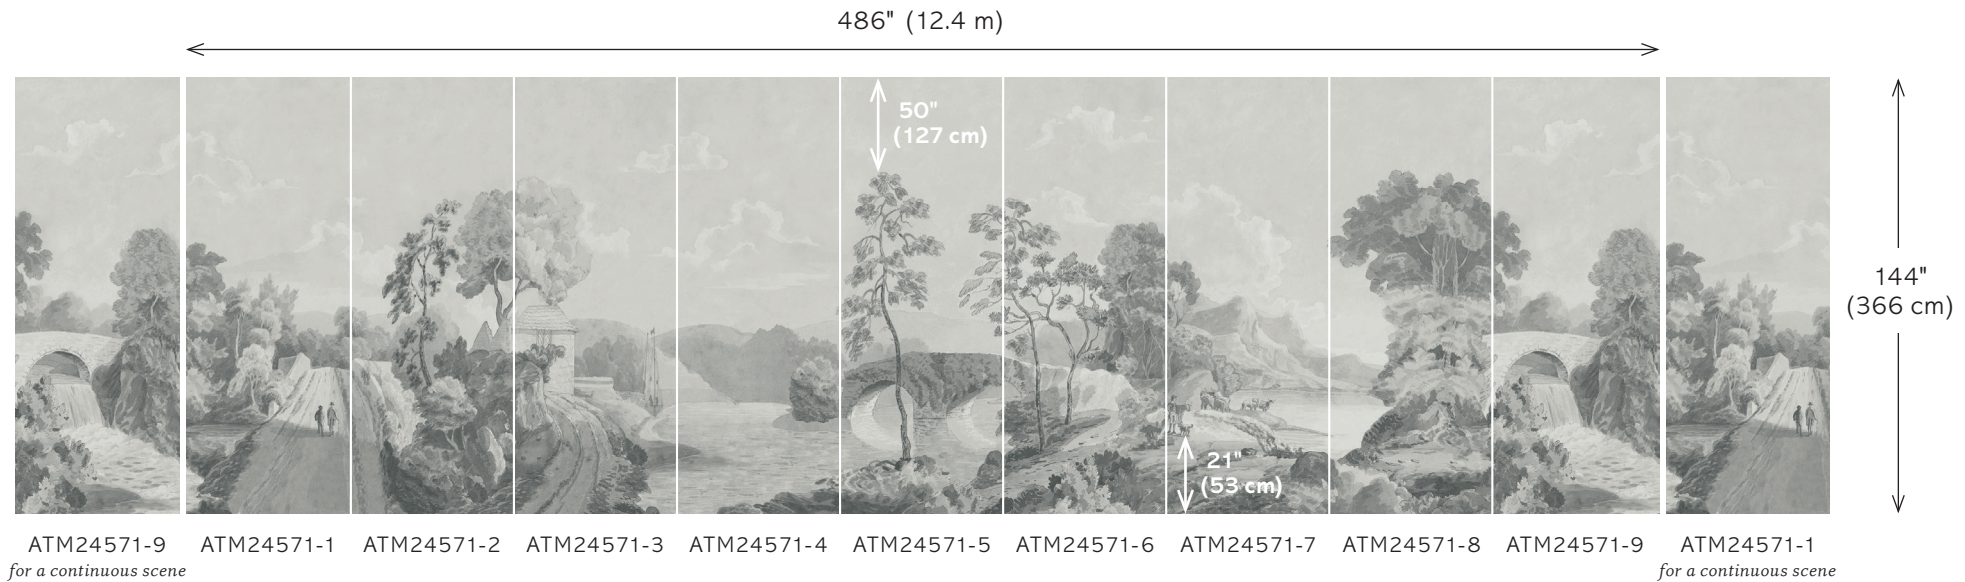 486" (12.4 m)
50"
(127 cm)
144"
(366 cm)
21"
(53 cm)
ATM24571-9
ATM24571-1
ATM24571-2
ATM24571-3
ATM24571-4
ATM24571-5
ATM24571-6
ATM24571-7
ATM24571-8
ATM24571-9
ATM24571-1
for a continuous scene
for a continuous scene